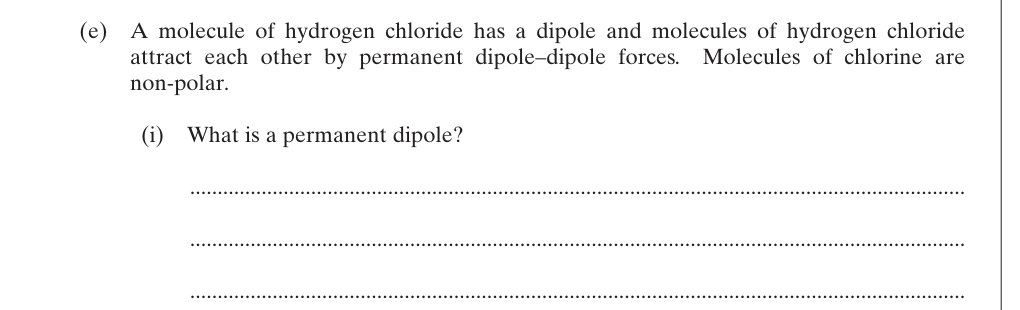 (e) A molecule of hydrogen chloride has a dipole and molecules of hydrogen chloride
attract each other by permanent dipole–dipole forces. Molecules of chlorine are
non-polar.
(i) What is a permanent dipole?